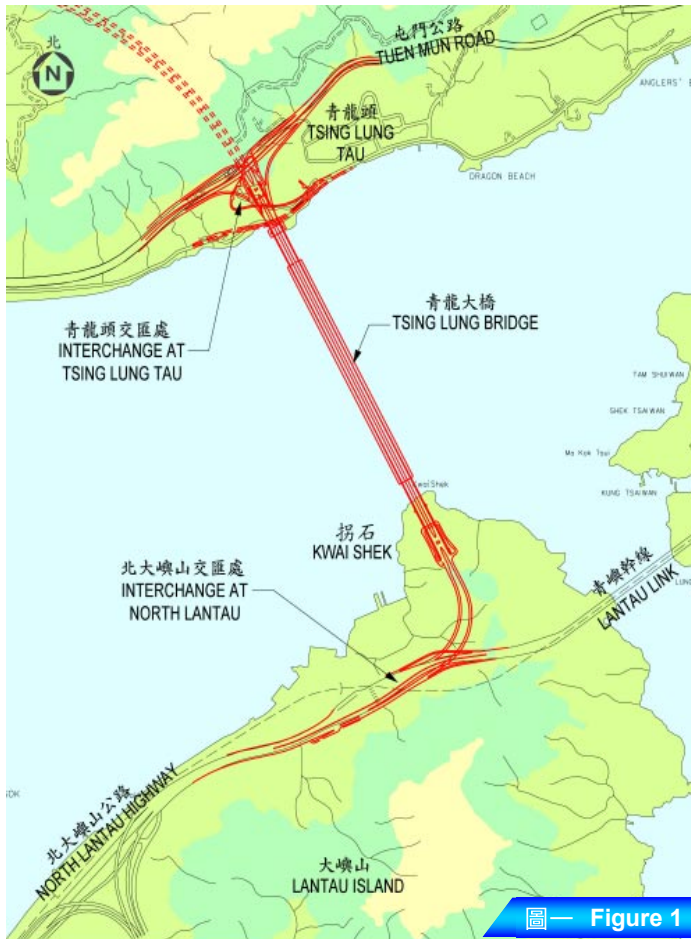 屯門公路
TUEN MUN ROAD
北
N
青龍頭
TSING LUNG
TAU
DRAGON BEACH
青龍大橋
TSING LUNG BRIDGE
青龍頭交匯處
INTERCHANGE AT
TSING LUNG TAU
TAM SHUI WAN
SHEK TSAI WAN
Ma Kok Tsui
KUNG TSAI WAN
Kwai Shek
拐石
KWAI SHEK
北大嶼山交匯處
INTERCHANGE AT
NORTH LANTAU
青嶼幹線
LANTAU LINK
北大嶼山公路
NORTH LANTAU HIGHWAY
大嶼山
LANTAU ISLAND
圖一 Figure 1